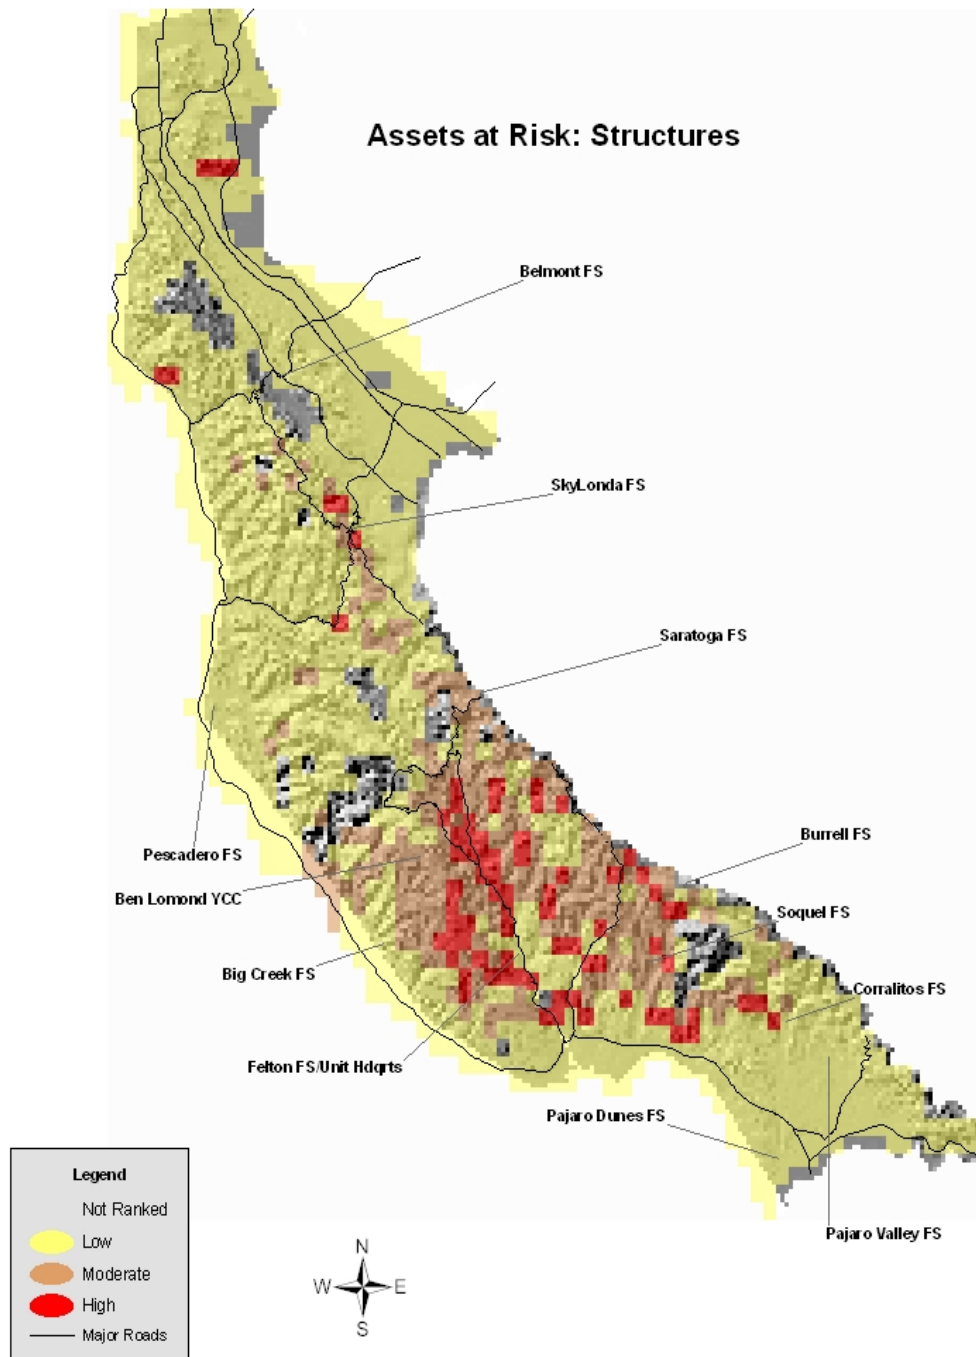 Assets at Risk: Structures
Belmont FS
SkyLonda FS
Saratoga FS
Burrell FS
Pescadero FS
Ben Lomond YCC
Soquel FS
Big Creek FS
Corralitos FS
Felton FS/Unit Hdqrts
Pajaro Dunes FS
Pajaro Valley FS
Legend
Not Ranked
Low
Moderate
High
Major Roads
N
W E
S